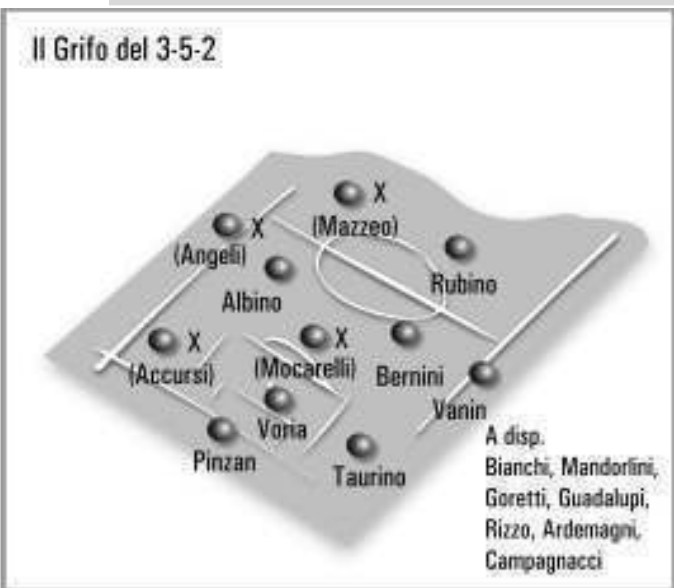 Il Grifo del 3-5-2
X
(Mazzeo)
X
(Angeli)
Rubino
Albino
X
(Accursi)
X
(Mocarelli)
Bernini
Vanin
Voria
Pinzan
Taurino
A disp.
Bianchi, Mandorlini,
Goretti, Guadalupi,
Rizzo, Ardemagni,
Campagnacci